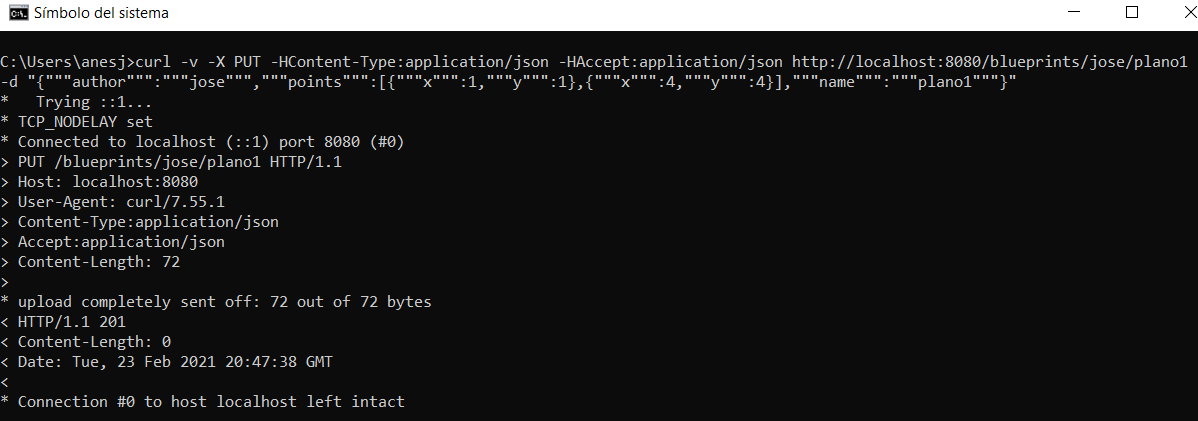 Símbolo del sistema
C:\Users\anesj>curl -v -X PUT -HContent-Type:application/json -HAccept:application/json http://localhost:8080/blueprints/jose/plano1
-d "{"""author""":"""jose""","""points""":[{"""x""":1,"""y""":1},{"""x""":4,"""y""":4}],"""name""":"""plano1"""}"
*   Trying ::1...
* TCP_NODELAY set
* Connected to localhost (::1) port 8080 (#0)
> PUT /blueprints/jose/plano1 HTTP/1.1
> Host: localhost:8080
> User-Agent: curl/7.55.1
> Content-Type:application/json
> Accept:application/json
> Content-Length: 72
>
* upload completely sent off: 72 out of 72 bytes
< HTTP/1.1 201
< Content-Length: 0
< Date: Tue, 23 Feb 2021 20:47:38 GMT
<
* Connection #0 to host localhost left intact